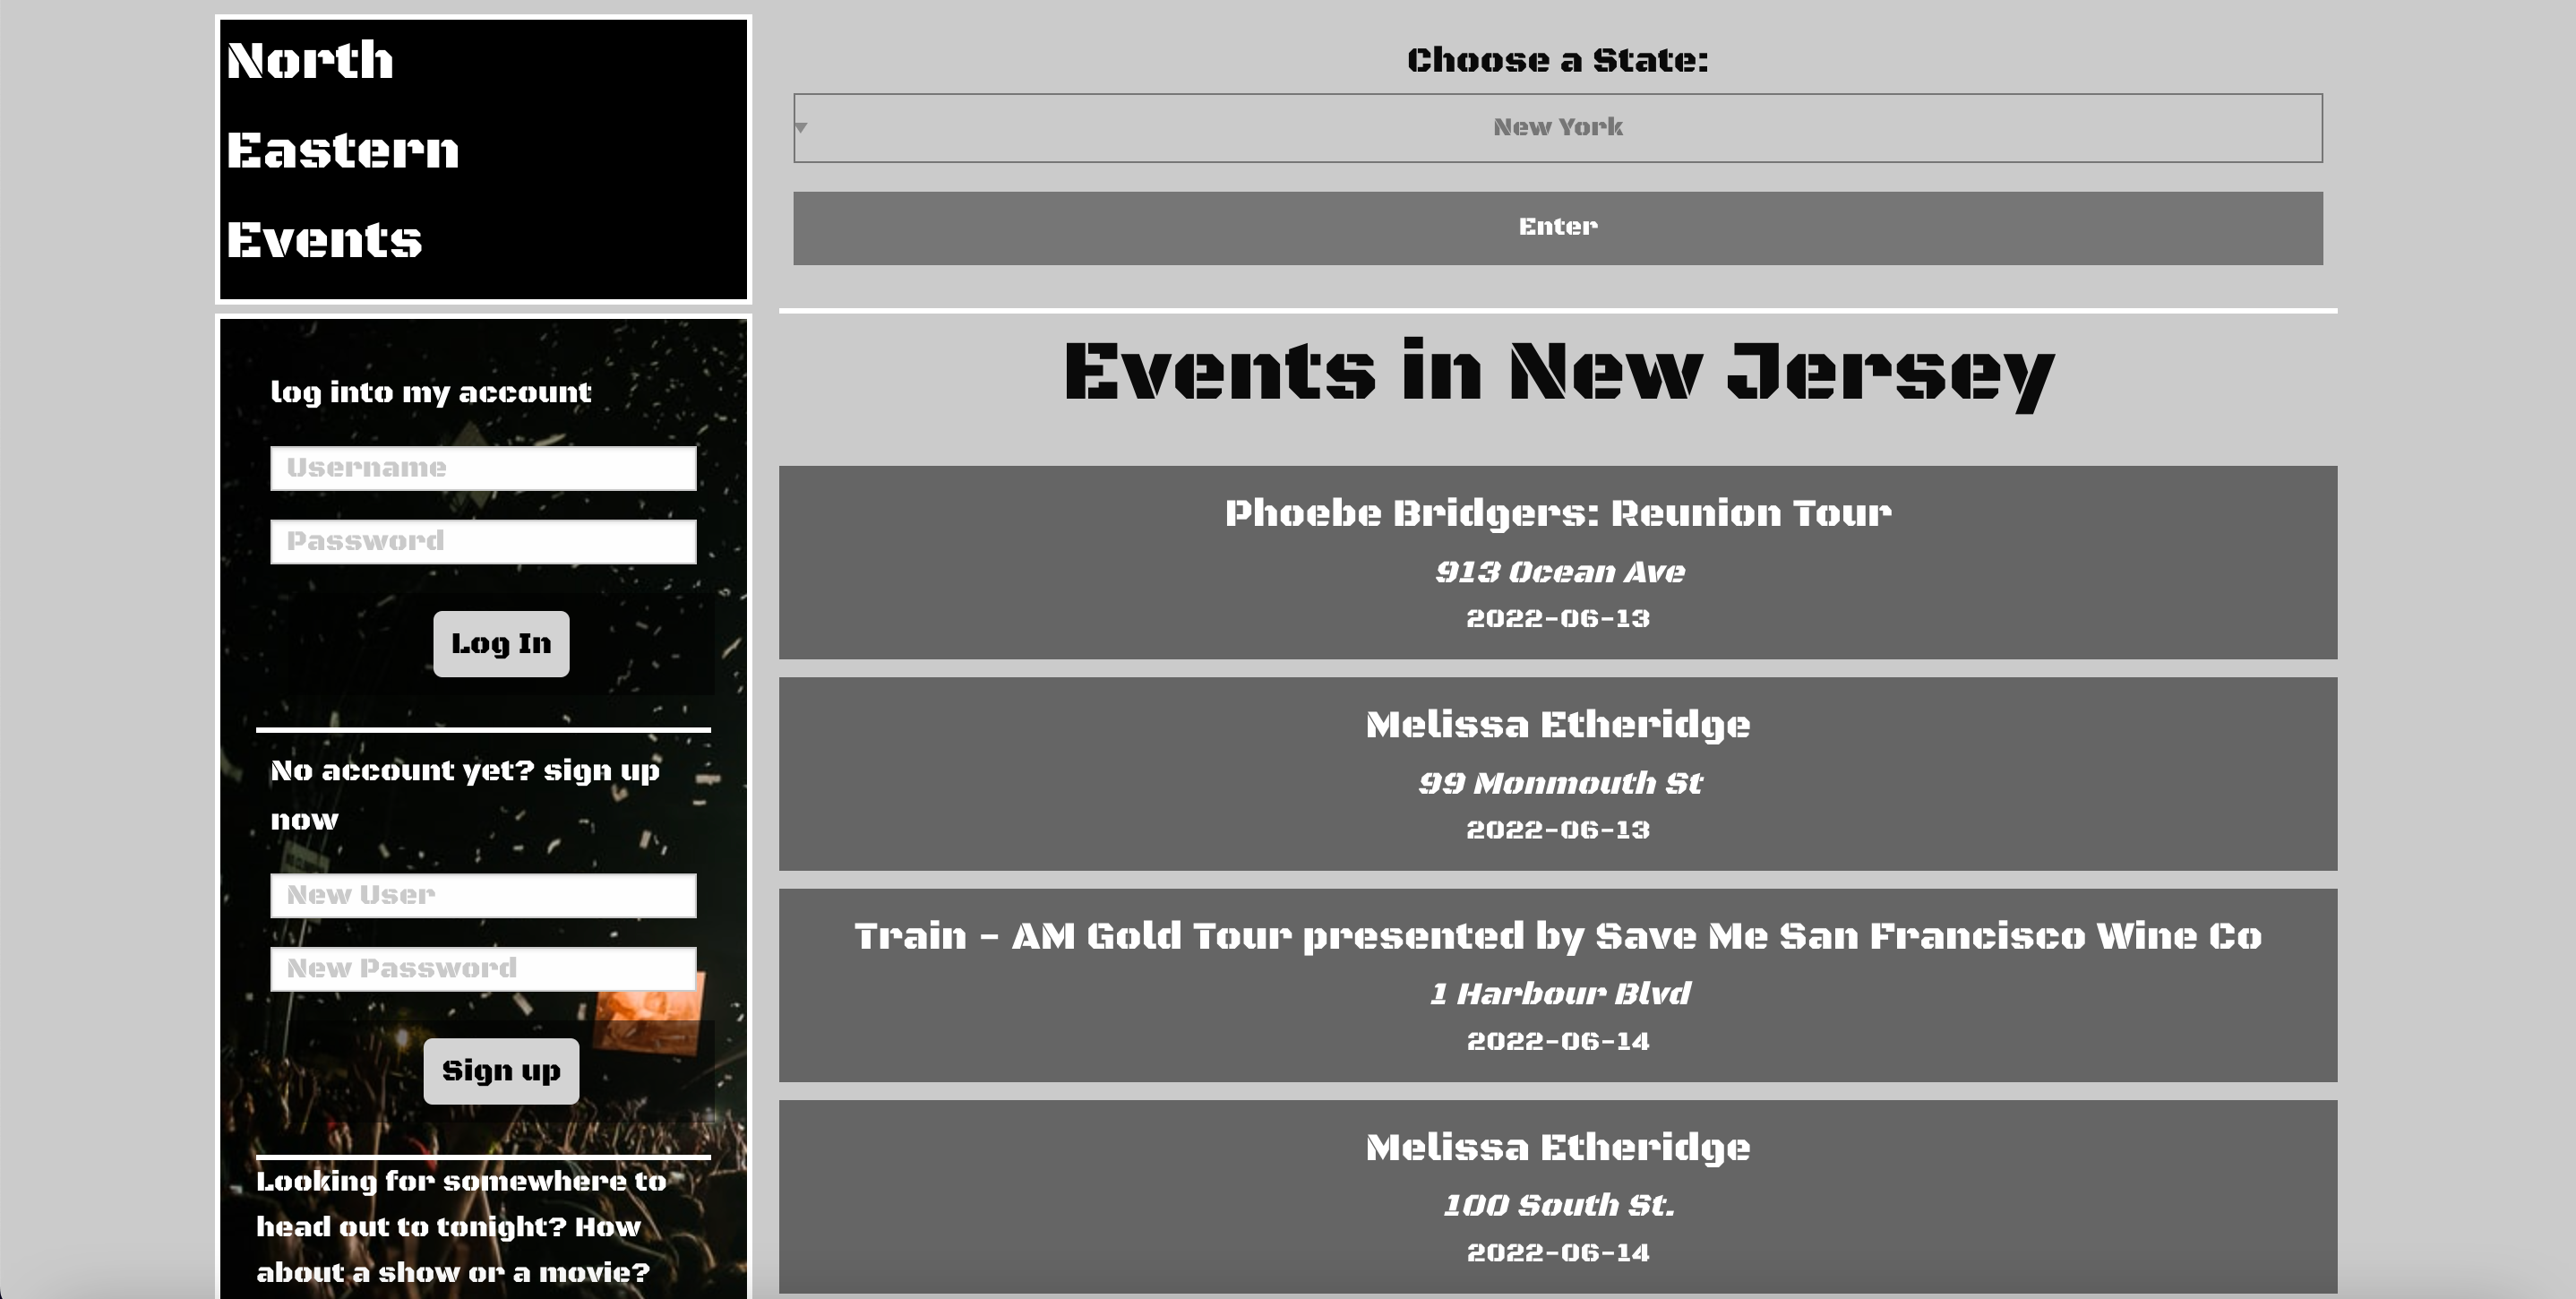 North
Eastern
Events
log into my account
Username
Password
Log In
No account yet? sign up
now
New User
New Password
Sign up
Looking for somewhere to
head out to tonight? How
about a show or a movie?
Choose a State:
New York
Enter
Events in New Jersey
Phoebe Bridgers: Reunion Tour
913 Ocean Ave
2022-06-13
Melissa Etheridge
99 Monmouth St
2022-06-13
Train - AM Gold Tour presented by Save Me San Francisco Wine Co
1 Harbour Blvd
2022-06-14
Melissa Etheridge
100 South St.
2022-06-14